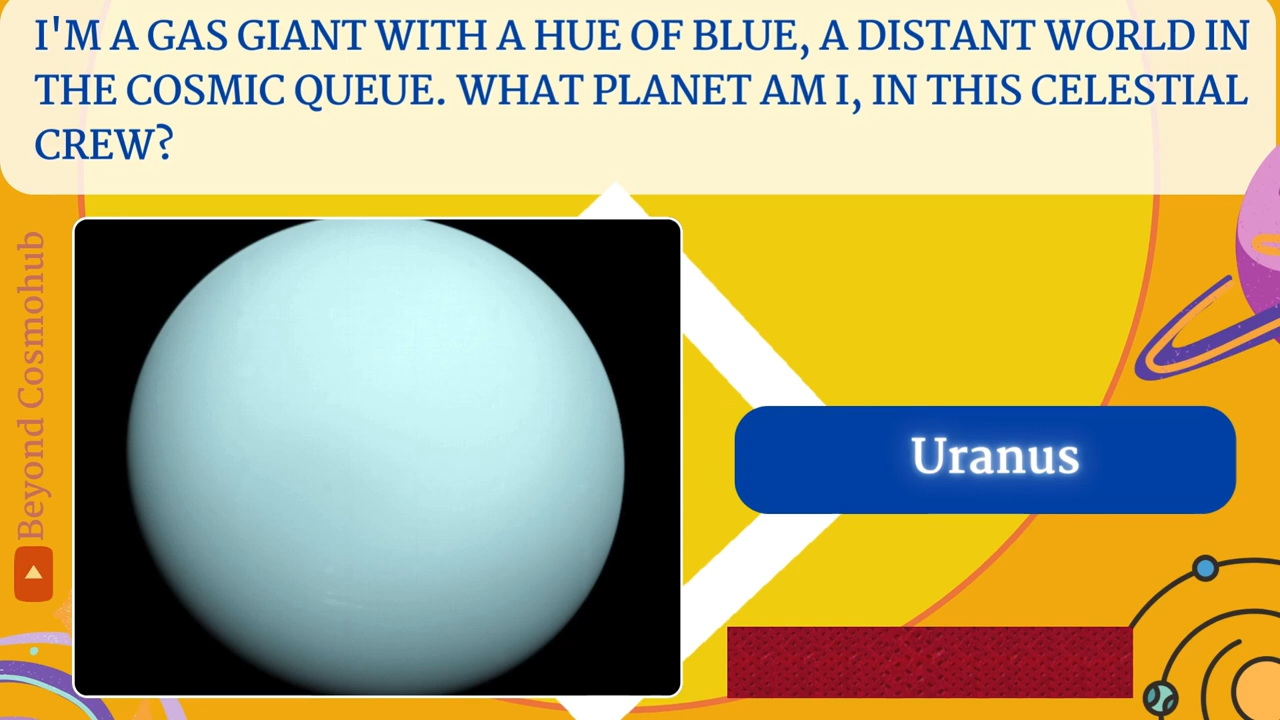 I'M A GAS GIANT WITH A HUE OF BLUE, A DISTANT WORLD IN
THE COSMIC QUEUE. WHAT PLANET AM I, IN THIS CELESTIAL
CREW?
Beyond Cosmohub
Uranus